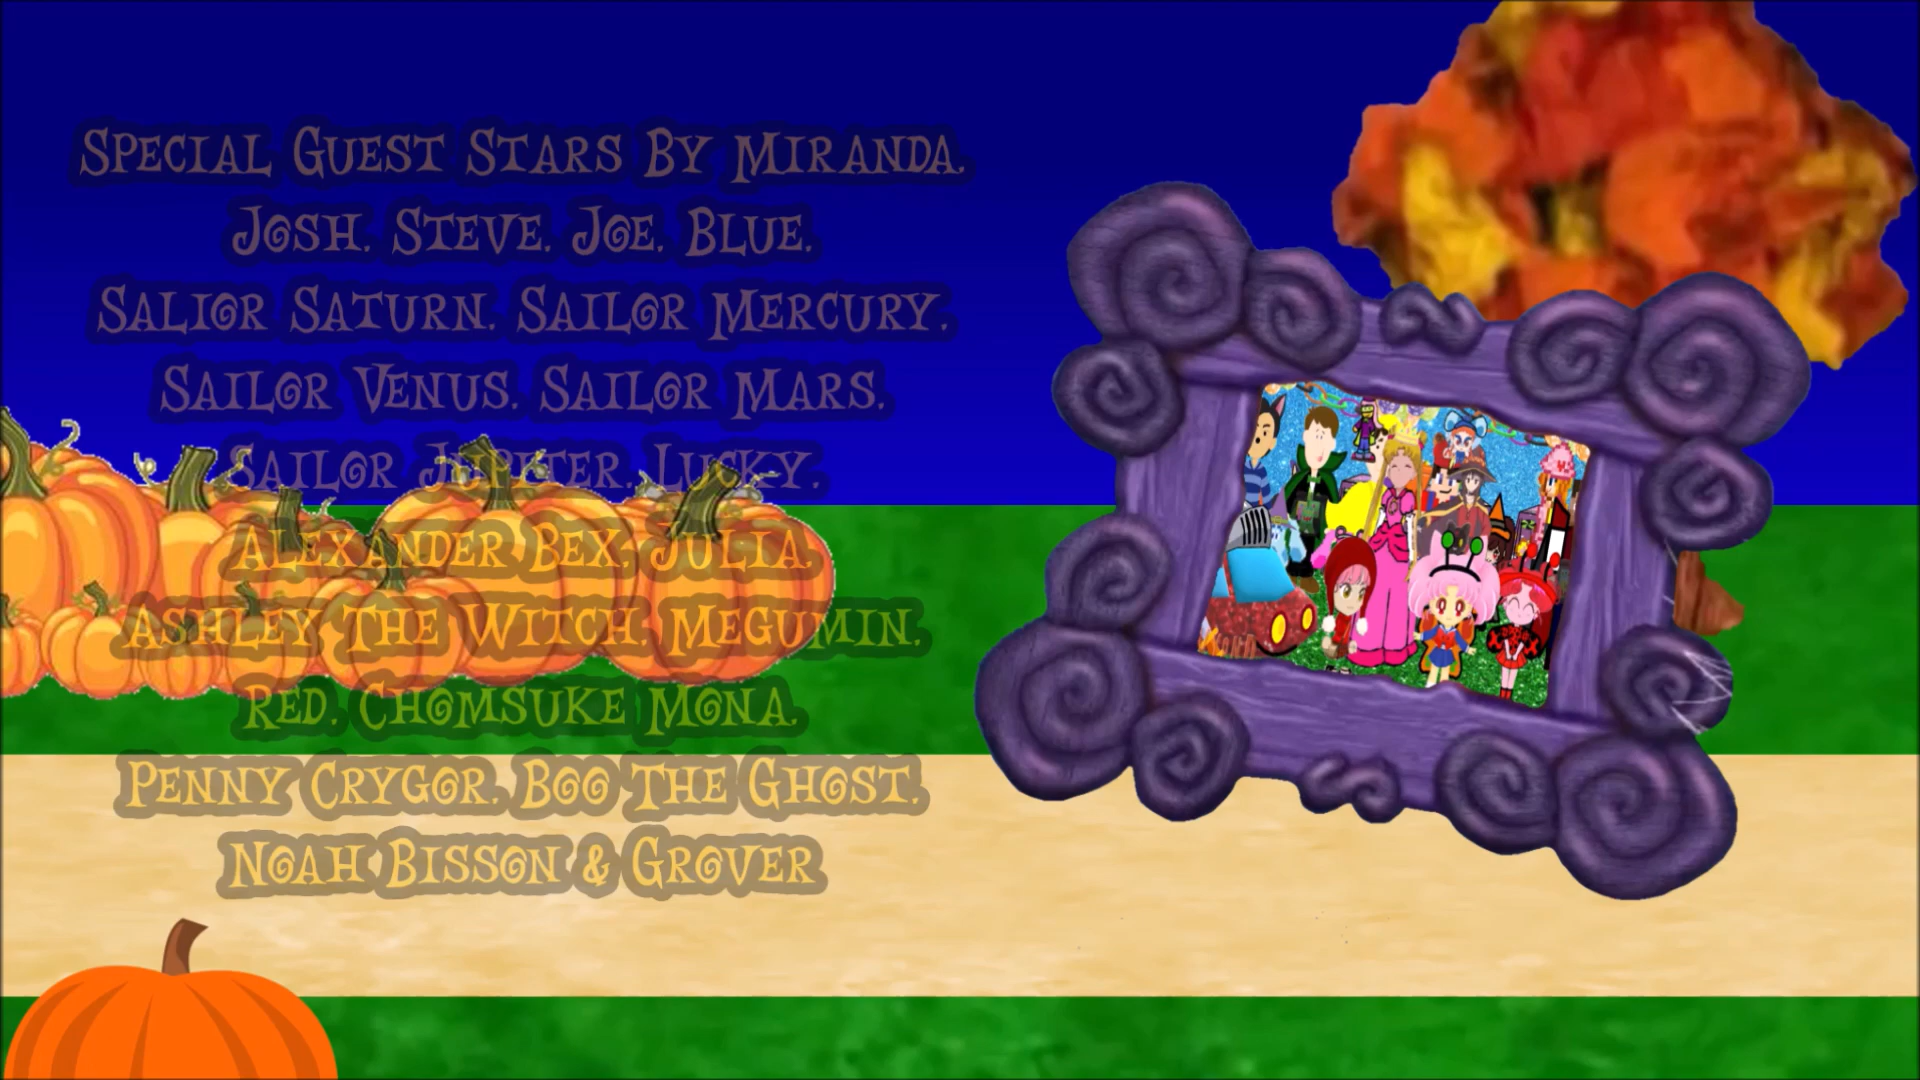 Special Guest Stars By Miranda.
Josh. Steve. Joe. Blue.
Salior Saturn. Sailor Mercury.
Sailor Venus. Sailor Mars.
Sailor Jupiter. Lucky.
Alexander Bex. Julia.
Ashley The Witch. Megumin.
Red. Chomsuke Mona.
Penny Crygor. Boo The Ghost.
Noah Bisson & Grover